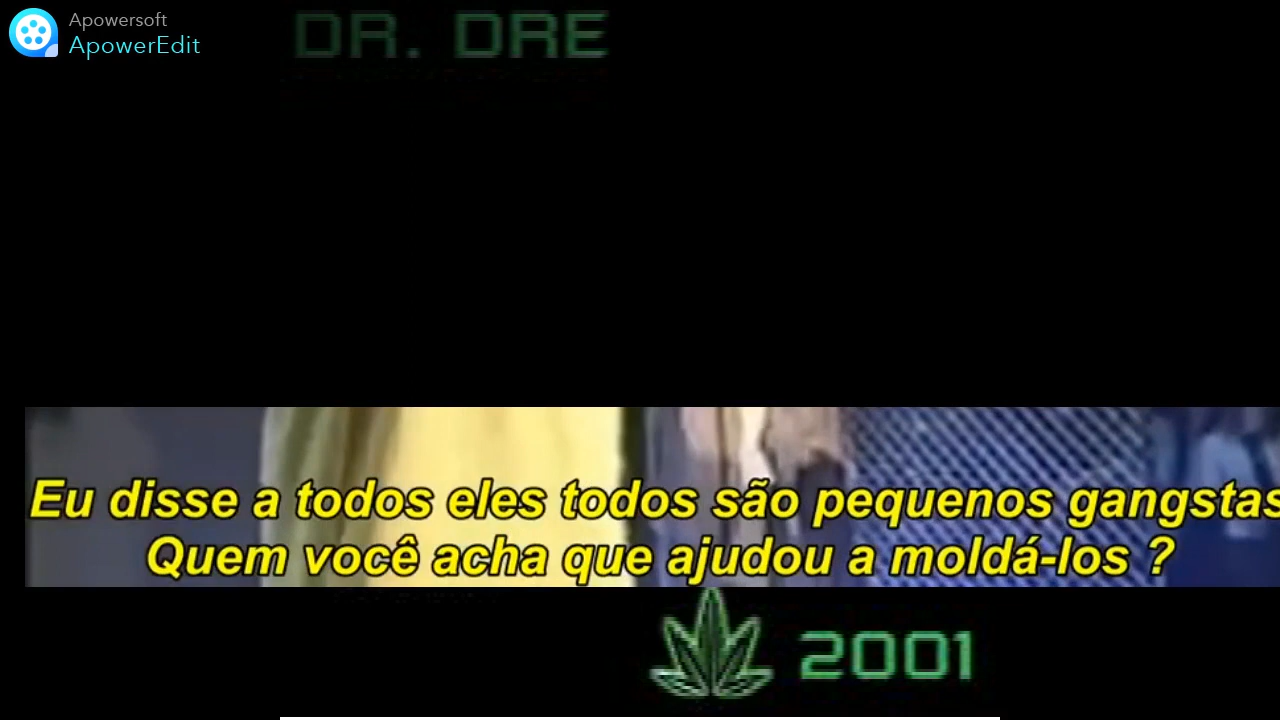 Apowersoft
ApowerEdit
DR. DRE
Eu disse a todos eles todos são pequenos gangstas
Quem você acha que ajudou a moldá-los ?
2001